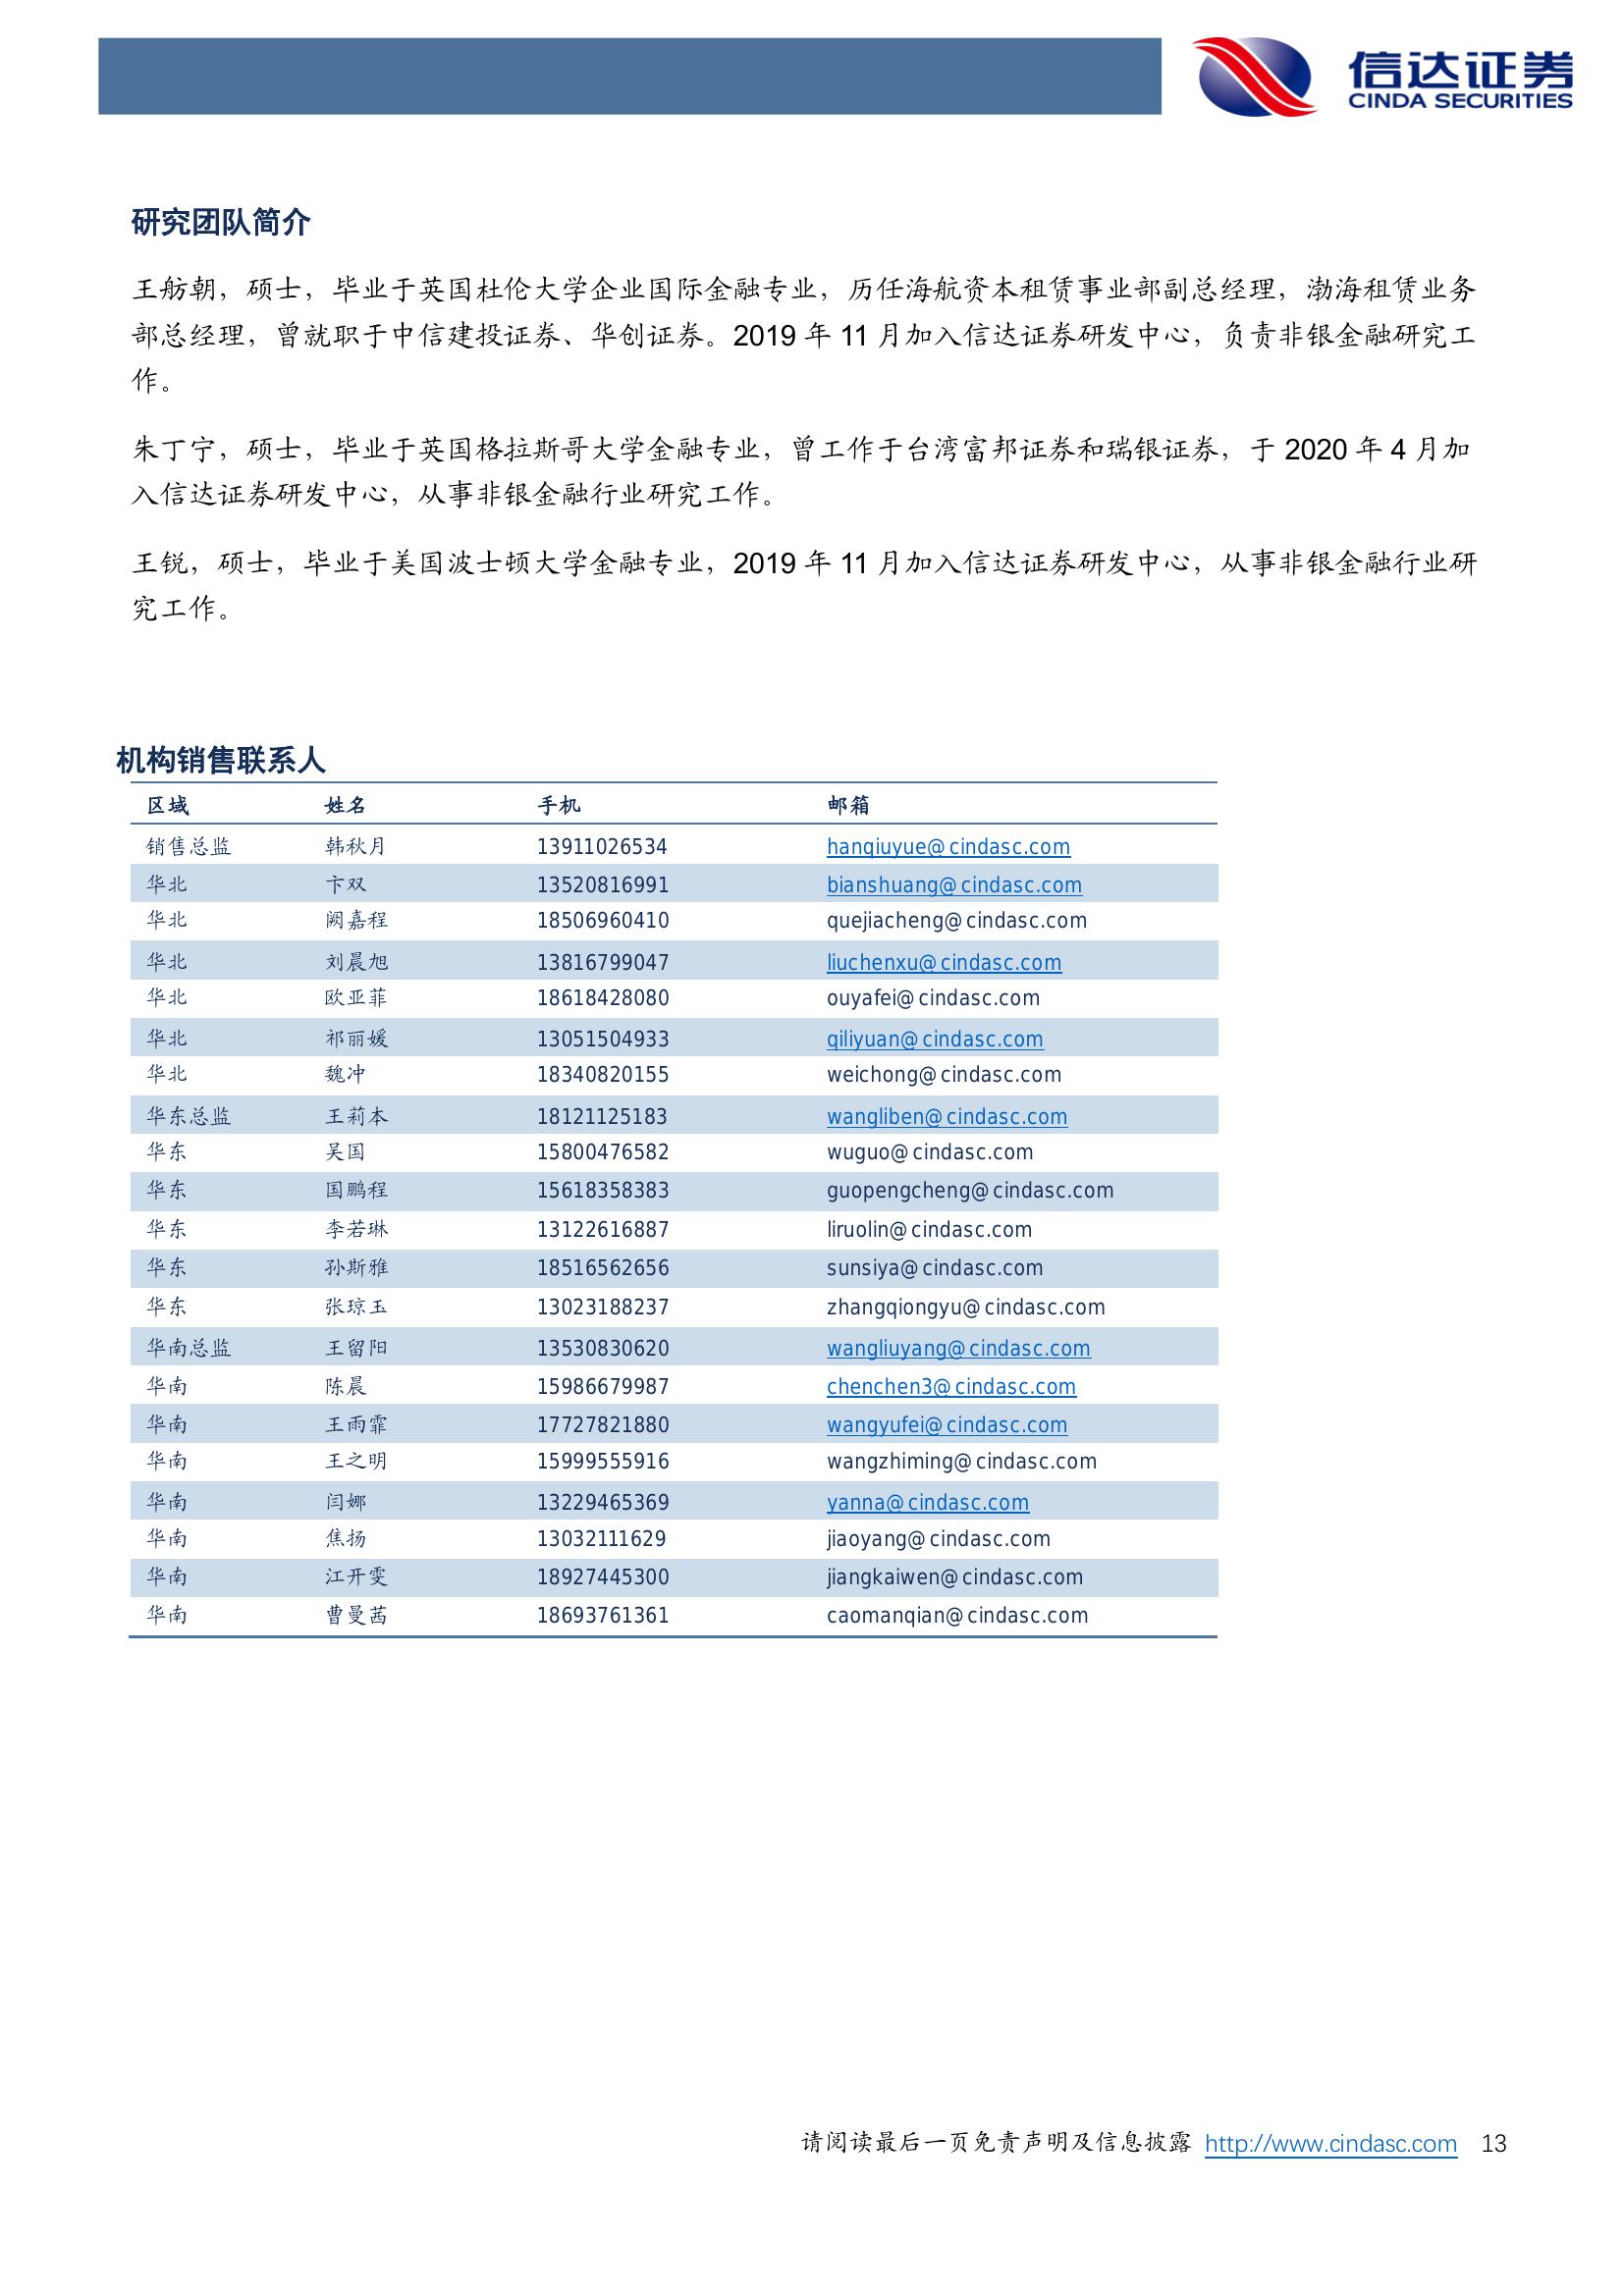 信达证券
CINDA SECURITIES
研究团队简介
王舫朝，硕士，毕业于英国杜伦大学企业国际金融专业，历任海航资本租赁事业部副总经理，渤海租赁业务
部总经理，曾就职于中信建投证券、华创证券。2019 年 11 月加入信达证券研发中心，负责非银金融研究工
作。
朱丁宁，硕士，毕业于英国格拉斯哥大学金融专业，曾工作于台湾富邦证券和瑞银证券，于 2020 年 4 月加
入信达证券研发中心，从事非银金融行业研究工作。
王锐，硕士，毕业于美国波士顿大学金融专业，2019 年 11 月加入信达证券研发中心，从事非银金融行业研
究工作。
机构销售联系人
区域 姓名 手机 邮箱
销售总监 韩秋月 13911026534 hanqiuyue@cindasc.com
华北 卞双 13520816991 bianshuang@cindasc.com
华北 阙嘉程 18506960410 quejiacheng@cindasc.com
华北 刘晨旭 13816799047 liuchenxu@cindasc.com
华北 欧亚菲 18618428080 ouyafei@cindasc.com
华北 祁丽媛 13051504933 qiliyuan@cindasc.com
华北 魏冲 18340820155 weichong@cindasc.com
华东总监 王莉本 18121125183 wangliben@cindasc.com
华东 吴国 15800476582 wuguo@cindasc.com
华东 国鹏程 15618358383 guopengcheng@cindasc.com
华东 李若琳 13122616887 liruolin@cindasc.com
华东 孙斯雅 18516562656 sunsiya@cindasc.com
华东 张琼玉 13023188237 zhangqiongyu@cindasc.com
华南总监 王留阳 13530830620 wangliuyang@cindasc.com
华南 陈晨 15986679987 chenchen3@cindasc.com
华南 王雨霏 17727821880 wangyufei@cindasc.com
华南 王之明 15999555916 wangzhiming@cindasc.com
华南 闫娜 13229465369 yanna@cindasc.com
华南 焦扬 13032111629 jiaoyang@cindasc.com
华南 江开雯 18927445300 jiangkaiwen@cindasc.com
华南 曹曼茜 18693761361 caomanqian@cindasc.com
请阅读最后一页免责声明及信息披露 http://www.cindasc.com 13